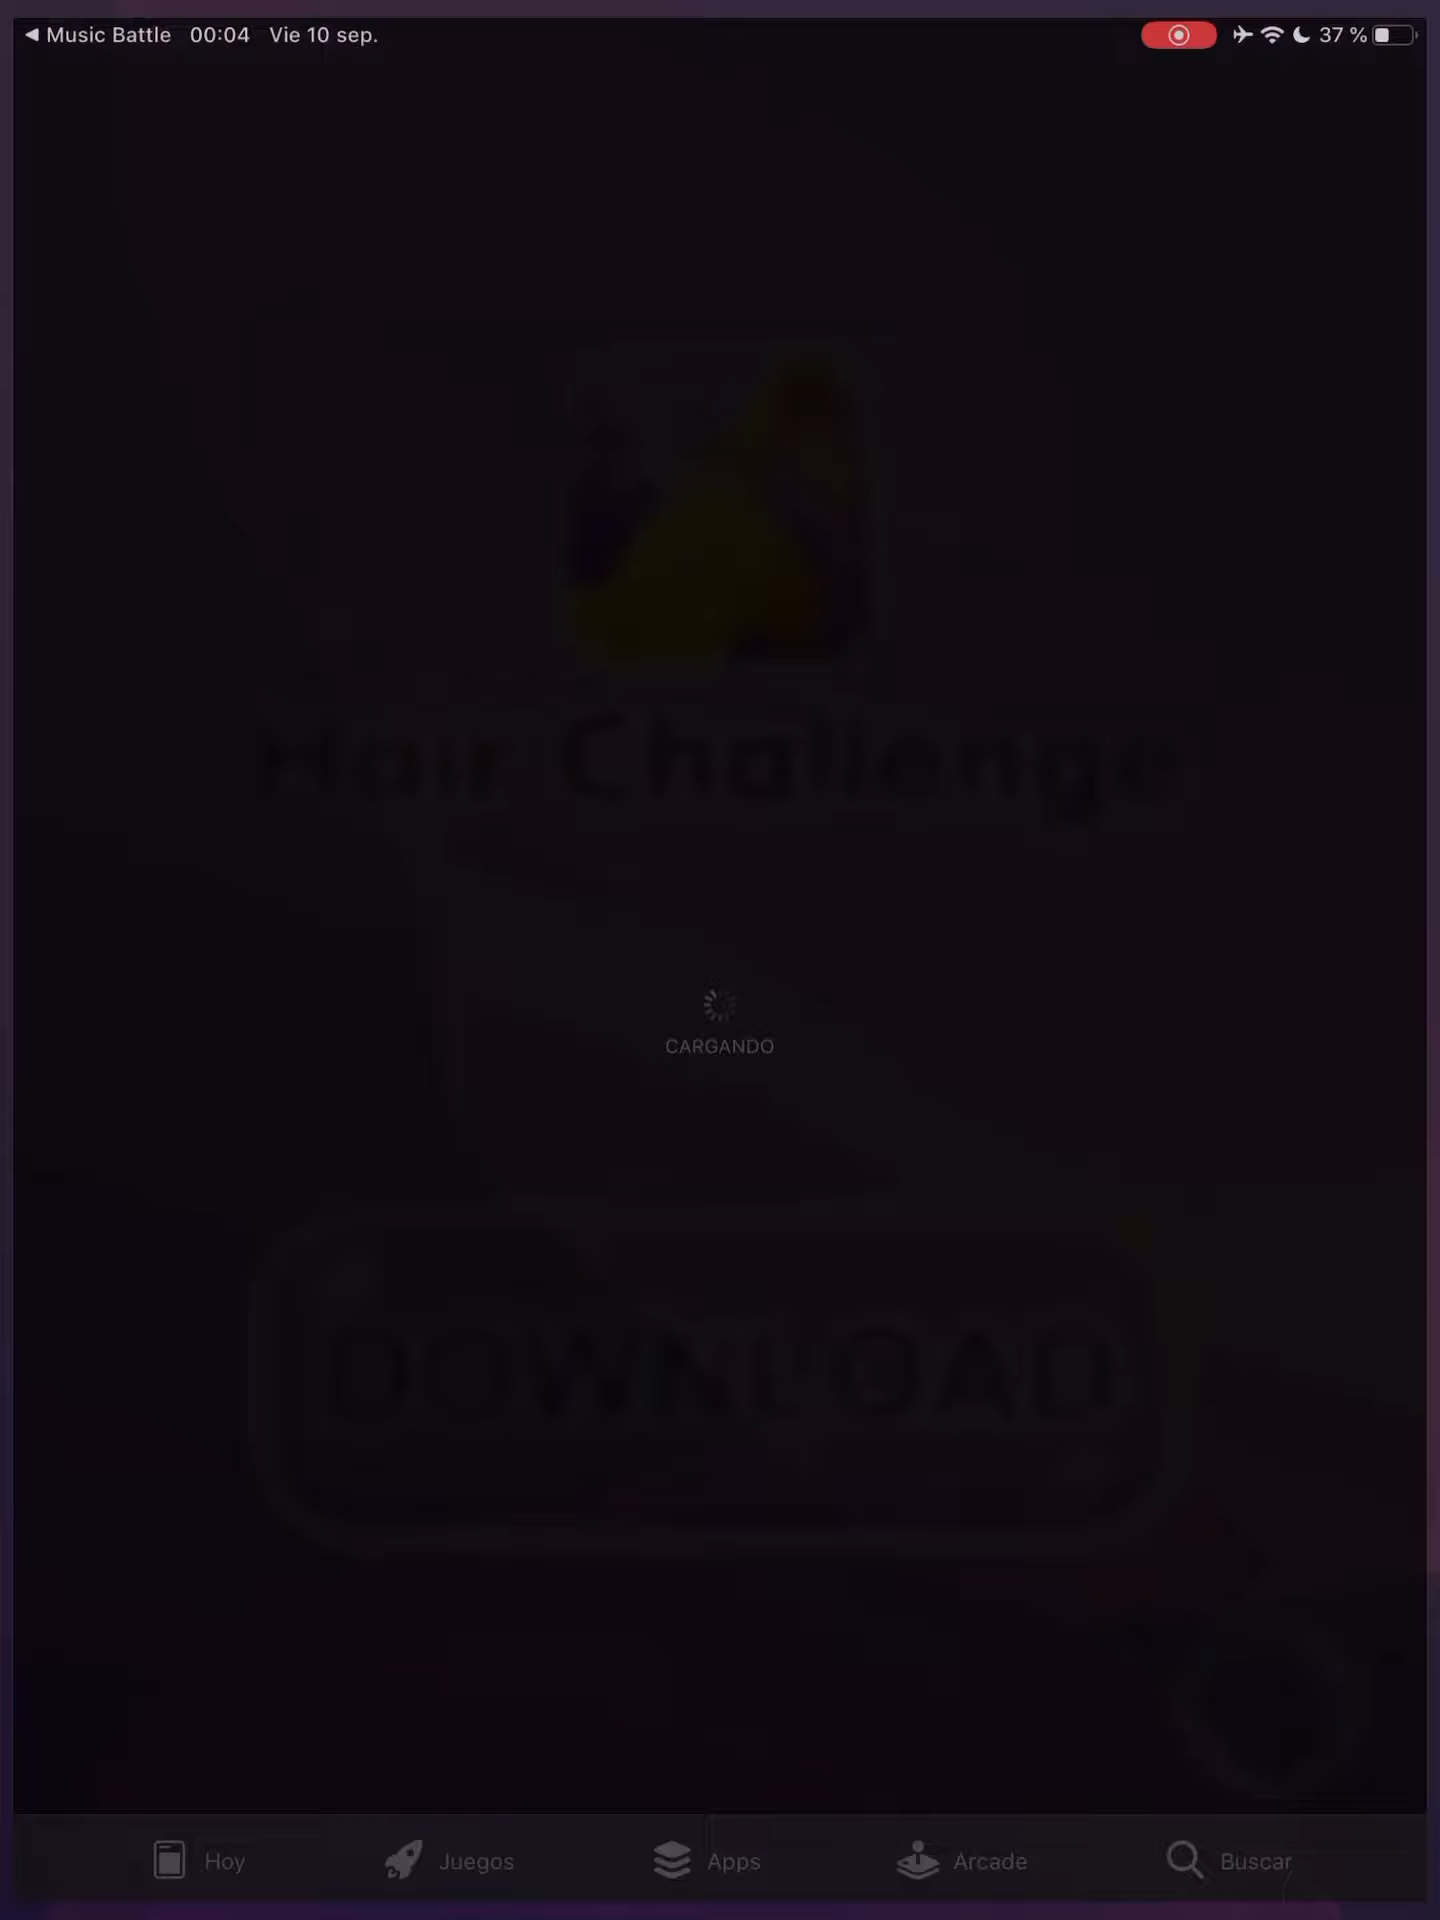 Music Battle 00:04 Vie 10 sep. 37 %
Hair Challenge
CARGANDO
DOWNLOAD
Hoy Juegos Apps Arcade Buscar